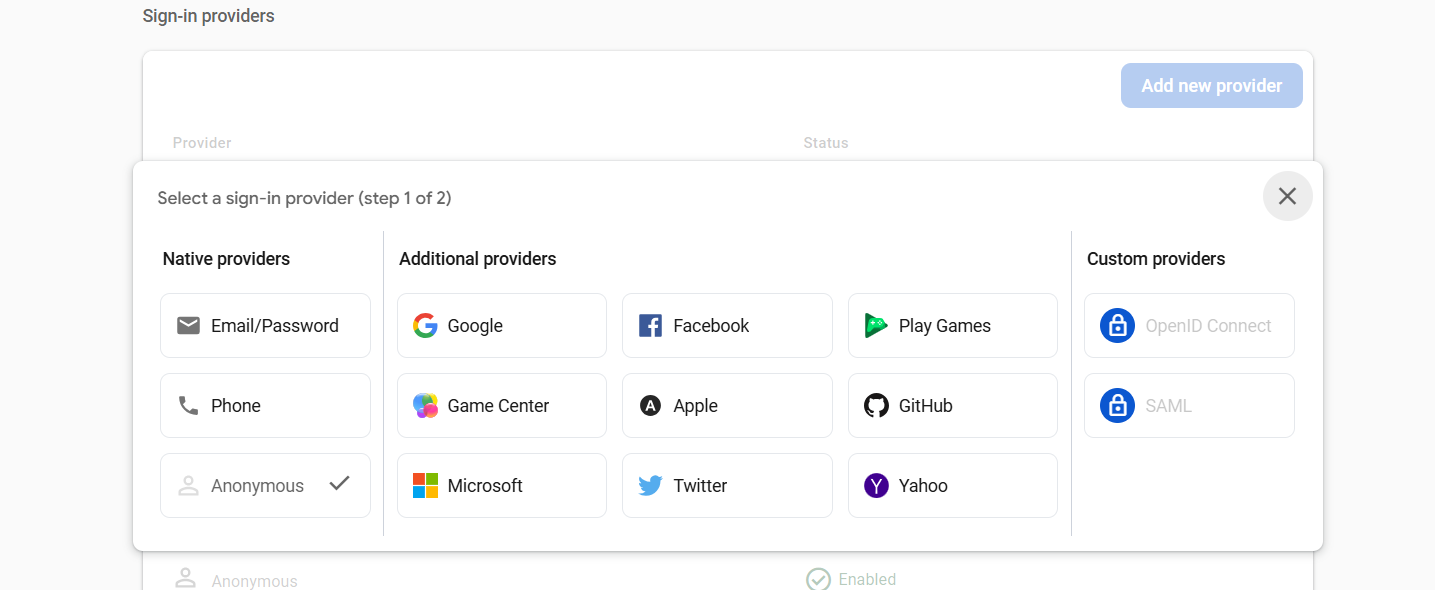 Sign-in providers
Add new provider
Provider Status
Select a sign-in provider (step 1 of 2)
Native providers Additional providers Custom providers
Email/Password Google Facebook Play Games OpenID Connect
Phone Game Center Apple GitHub SAML
Anonymous Microsoft Twitter Yahoo
Anonymous Enabled